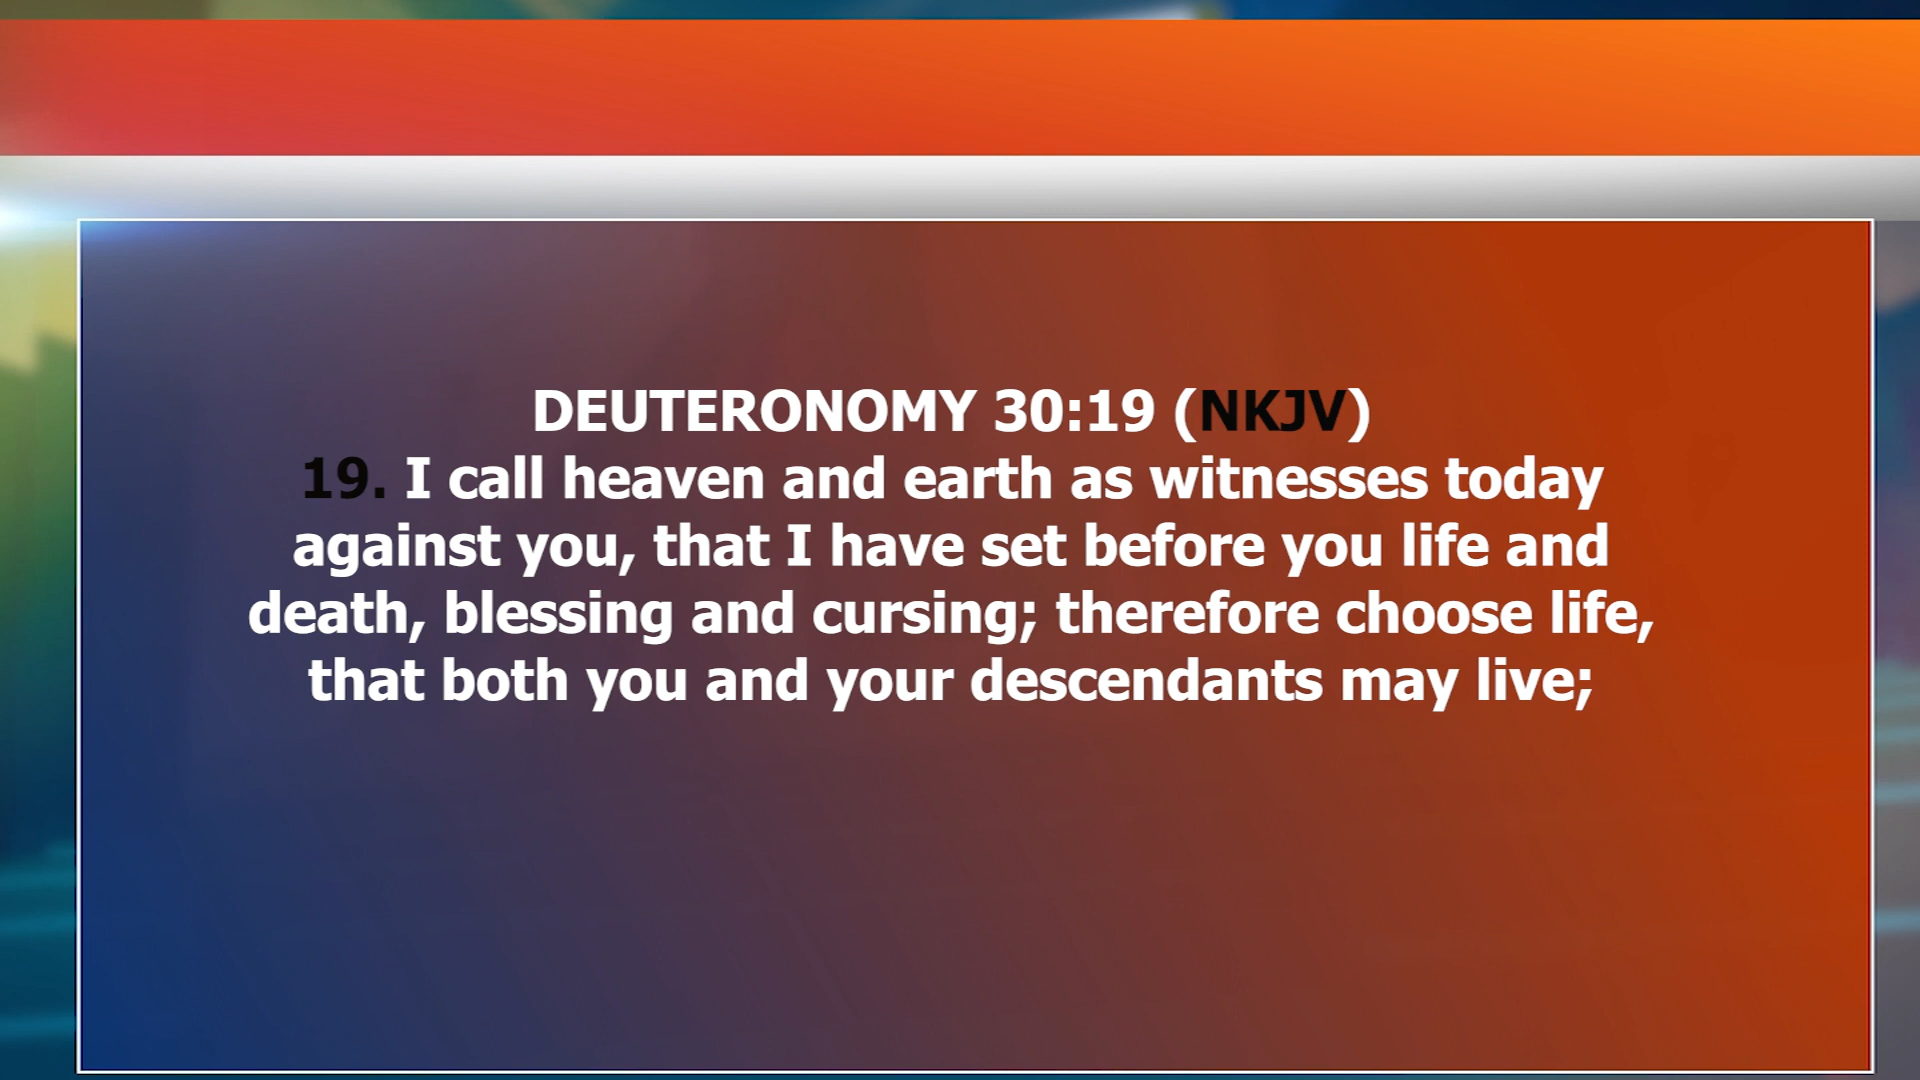 DEUTERONOMY 30:19 (NKJV)
19. I call heaven and earth as witnesses today
against you, that I have set before you life and
death, blessing and cursing; therefore choose life,
that both you and your descendants may live;